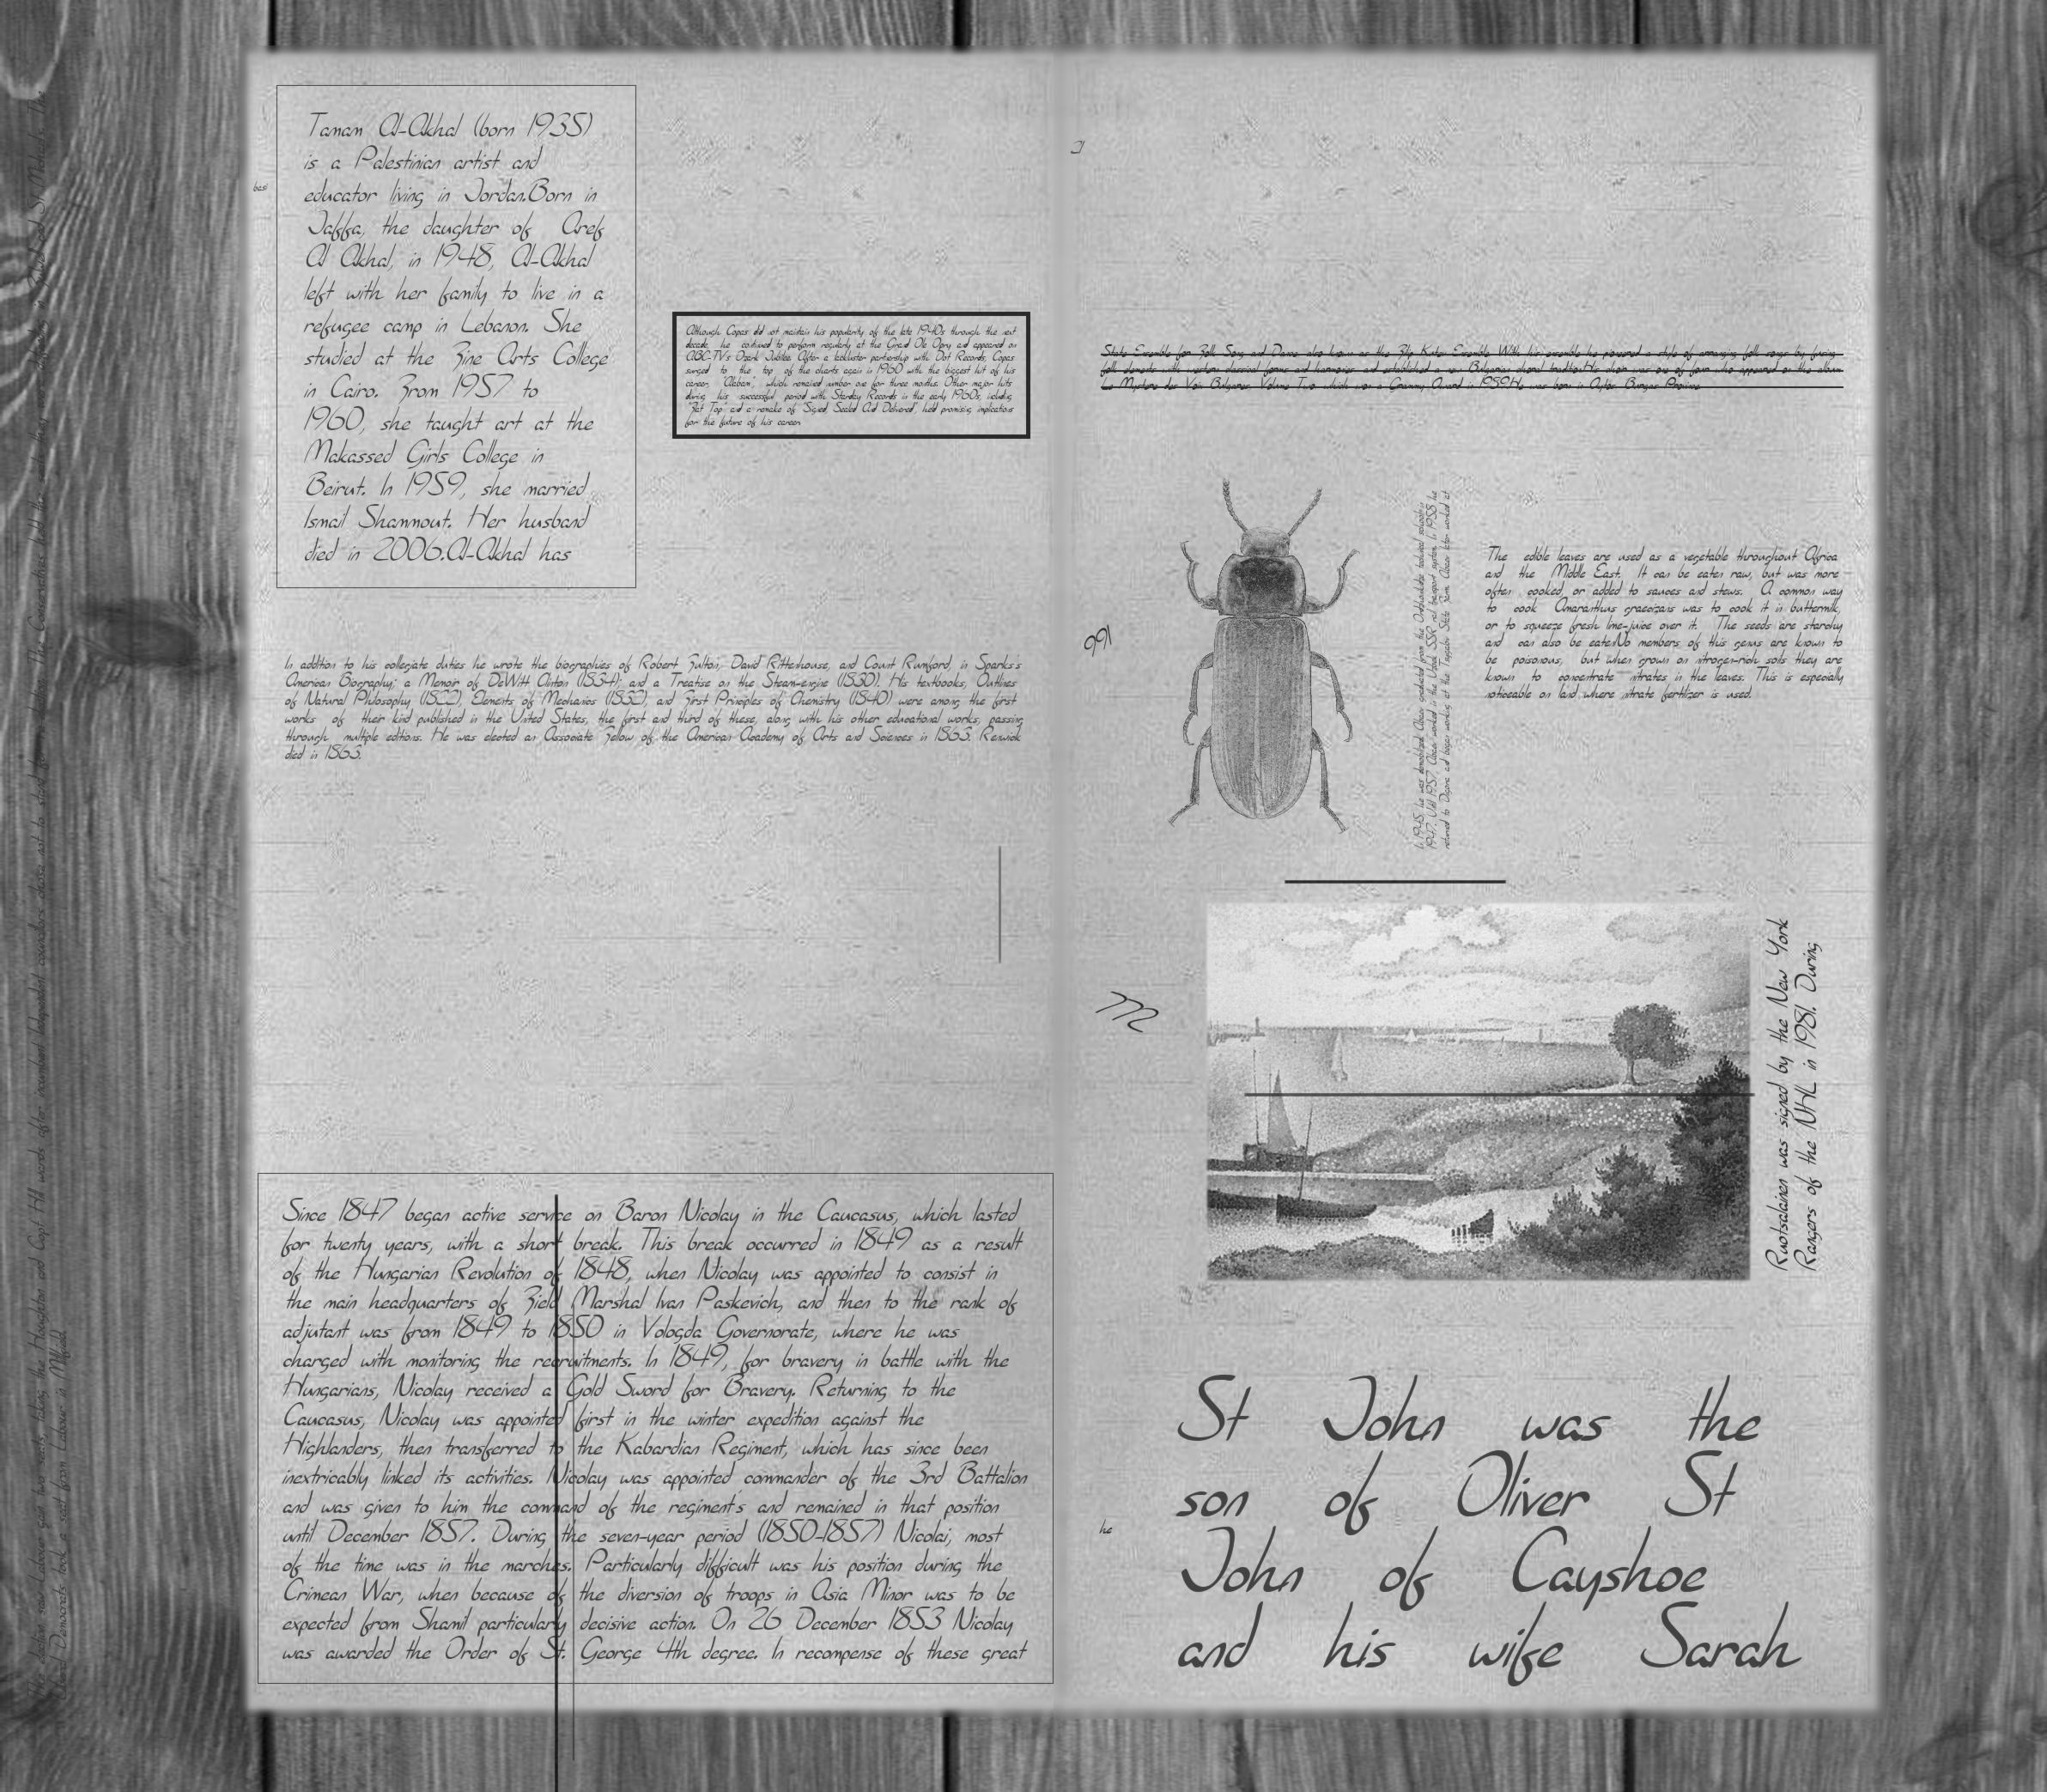 Tamam Al-Akhal (born 1935)
is a Palestinian artist and
educator living in Jordan.Born in
Jaffa, the daughter of Aref
Al Akhal, in 1948, Al-Akhal
left with her family to live in a
refugee camp in Lebanon. She
studied at the Fine Arts College
in Cairo. From 1957 to
1960, she taught art at the
Makassed Girls College in
Beirut. In 1959, she married
Ismail Shammout. Her husband
died in 2006.Al-Akhal has
Although Copas did not maintain his popularity of the late 1940s through the next
decade, he continued to perform regularly at the Grand Ole Opry and appeared on
ABC-TV's Ozark Jubilee. After a lackluster partnership with Dot Records, Copas
surged to the top of the charts again in 1960 with the biggest hit of his
career, "Alabam", which remained number one for three months. Other major hits
during his successful period with Starday Records in the early 1960s, including
"Flat Top" and a remake of "Signed Sealed And Delivered" held promising implications
for the future of his career.
In addition to his collegiate duties he wrote the biographies of Robert Fulton, David Rittenhouse, and Count Rumford, in Sparks's
American Biography; a Memoir of DeWitt Clinton (1834); and a Treatise on the Steam-engine (1830). His textbooks, Outlines
of Natural Philosophy (1822), Elements of Mechanics (1832), and First Principles of Chemistry (1840) were among the first
works of their kind published in the United States, the first and third of these, along with his other educational works, passing
through multiple editions. He was elected an Associate Fellow of the American Academy of Arts and Sciences in 1863. Renwick
died in 1863.
Since 1847 began active service on Baron Nicolay in the Caucasus, which lasted
for twenty years, with a short break. This break occurred in 1849 as a result
of the Hungarian Revolution of 1848, when Nicolay was appointed to consist in
the main headquarters of Field Marshal Ivan Paskevich, and then to the rank of
adjutant was from 1849 to 1850 in Vologda Governorate, where he was
charged with monitoring the recruitments. In 1849, for bravery in battle with the
Hungarians, Nicolay received a Gold Sword for Bravery. Returning to the
Caucasus, Nicolay was appointed first in the winter expedition against the
Highlanders, then transferred to the Kabardian Regiment, which has since been
inextricably linked its activities. Nicolay was appointed commander of the 3rd Battalion
and was given to him the command of the regiment's and remained in that position
until December 1857. During the seven-year period (1850-1857) Nicolai, most
of the time was in the marches. Particularly difficult was his position during the
Crimean War, when because of the diversion of troops in Asia Minor was to be
expected from Shamil particularly decisive action. On 26 December 1853 Nicolay
was awarded the Order of St. George 4th degree. In recompense of these great
State Ensemble for Folk Song and Dance also known as the Filip Kutev Ensemble. With his ensemble he pioneered a style of arranging folk songs by fusing
folk elements with western classical forms and harmonies and established a new Bulgarian choral tradition.His choir was one of four who appeared on the album
Le Mystere des Voix Bulgares, Volume Two which won a Grammy Award in 1989.He was born in Aytos, Burgas Province.
The edible leaves are used as a vegetable throughout Africa
and the Middle East. It can be eaten raw, but was more
often cooked, or added to sauces and stews. A common way
to cook Amaranthus graecizans was to cook it in buttermilk,
or to squeeze fresh lime-juice over it. The seeds are starchy
and can also be eaten.No members of this genus are known to
be poisonous, but when grown on nitrogen-rich soils they are
known to concentrate nitrates in the leaves. This is especially
noticeable on land where nitrate fertilizer is used.
991
m
Ruotsalainen was signed by the New York
Rangers of the NHL in 1981. During
he
St John was the
son of Oliver St
John of Cayshoe
and his wife Sarah